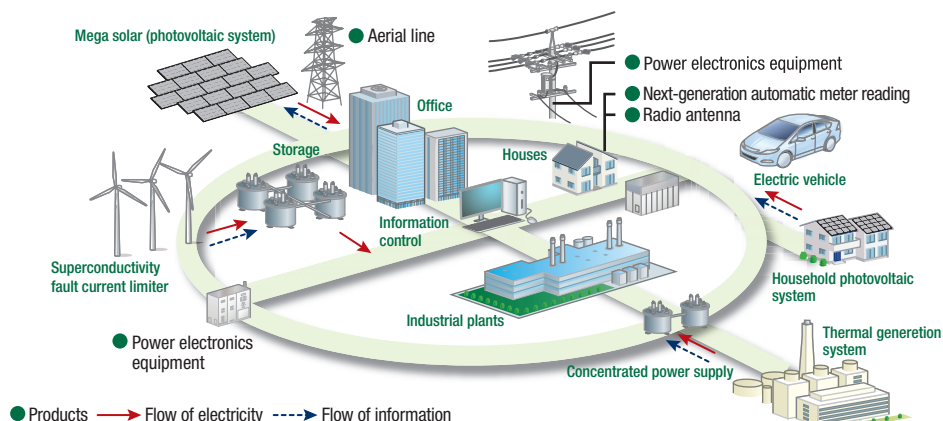 Mega solar (photovoltaic system)
Aerial line
Power electronics equipment
Next-generation automatic meter reading
Radio antenna
Office
Storage
Houses
Electric vehicle
Information
control
Superconductivity
fault current limiter
Household photovoltaic
system
Industrial plants
Thermal generetion
system
Power electronics
equipment
Concentrated power supply
Products
Flow of electricity
Flow of information